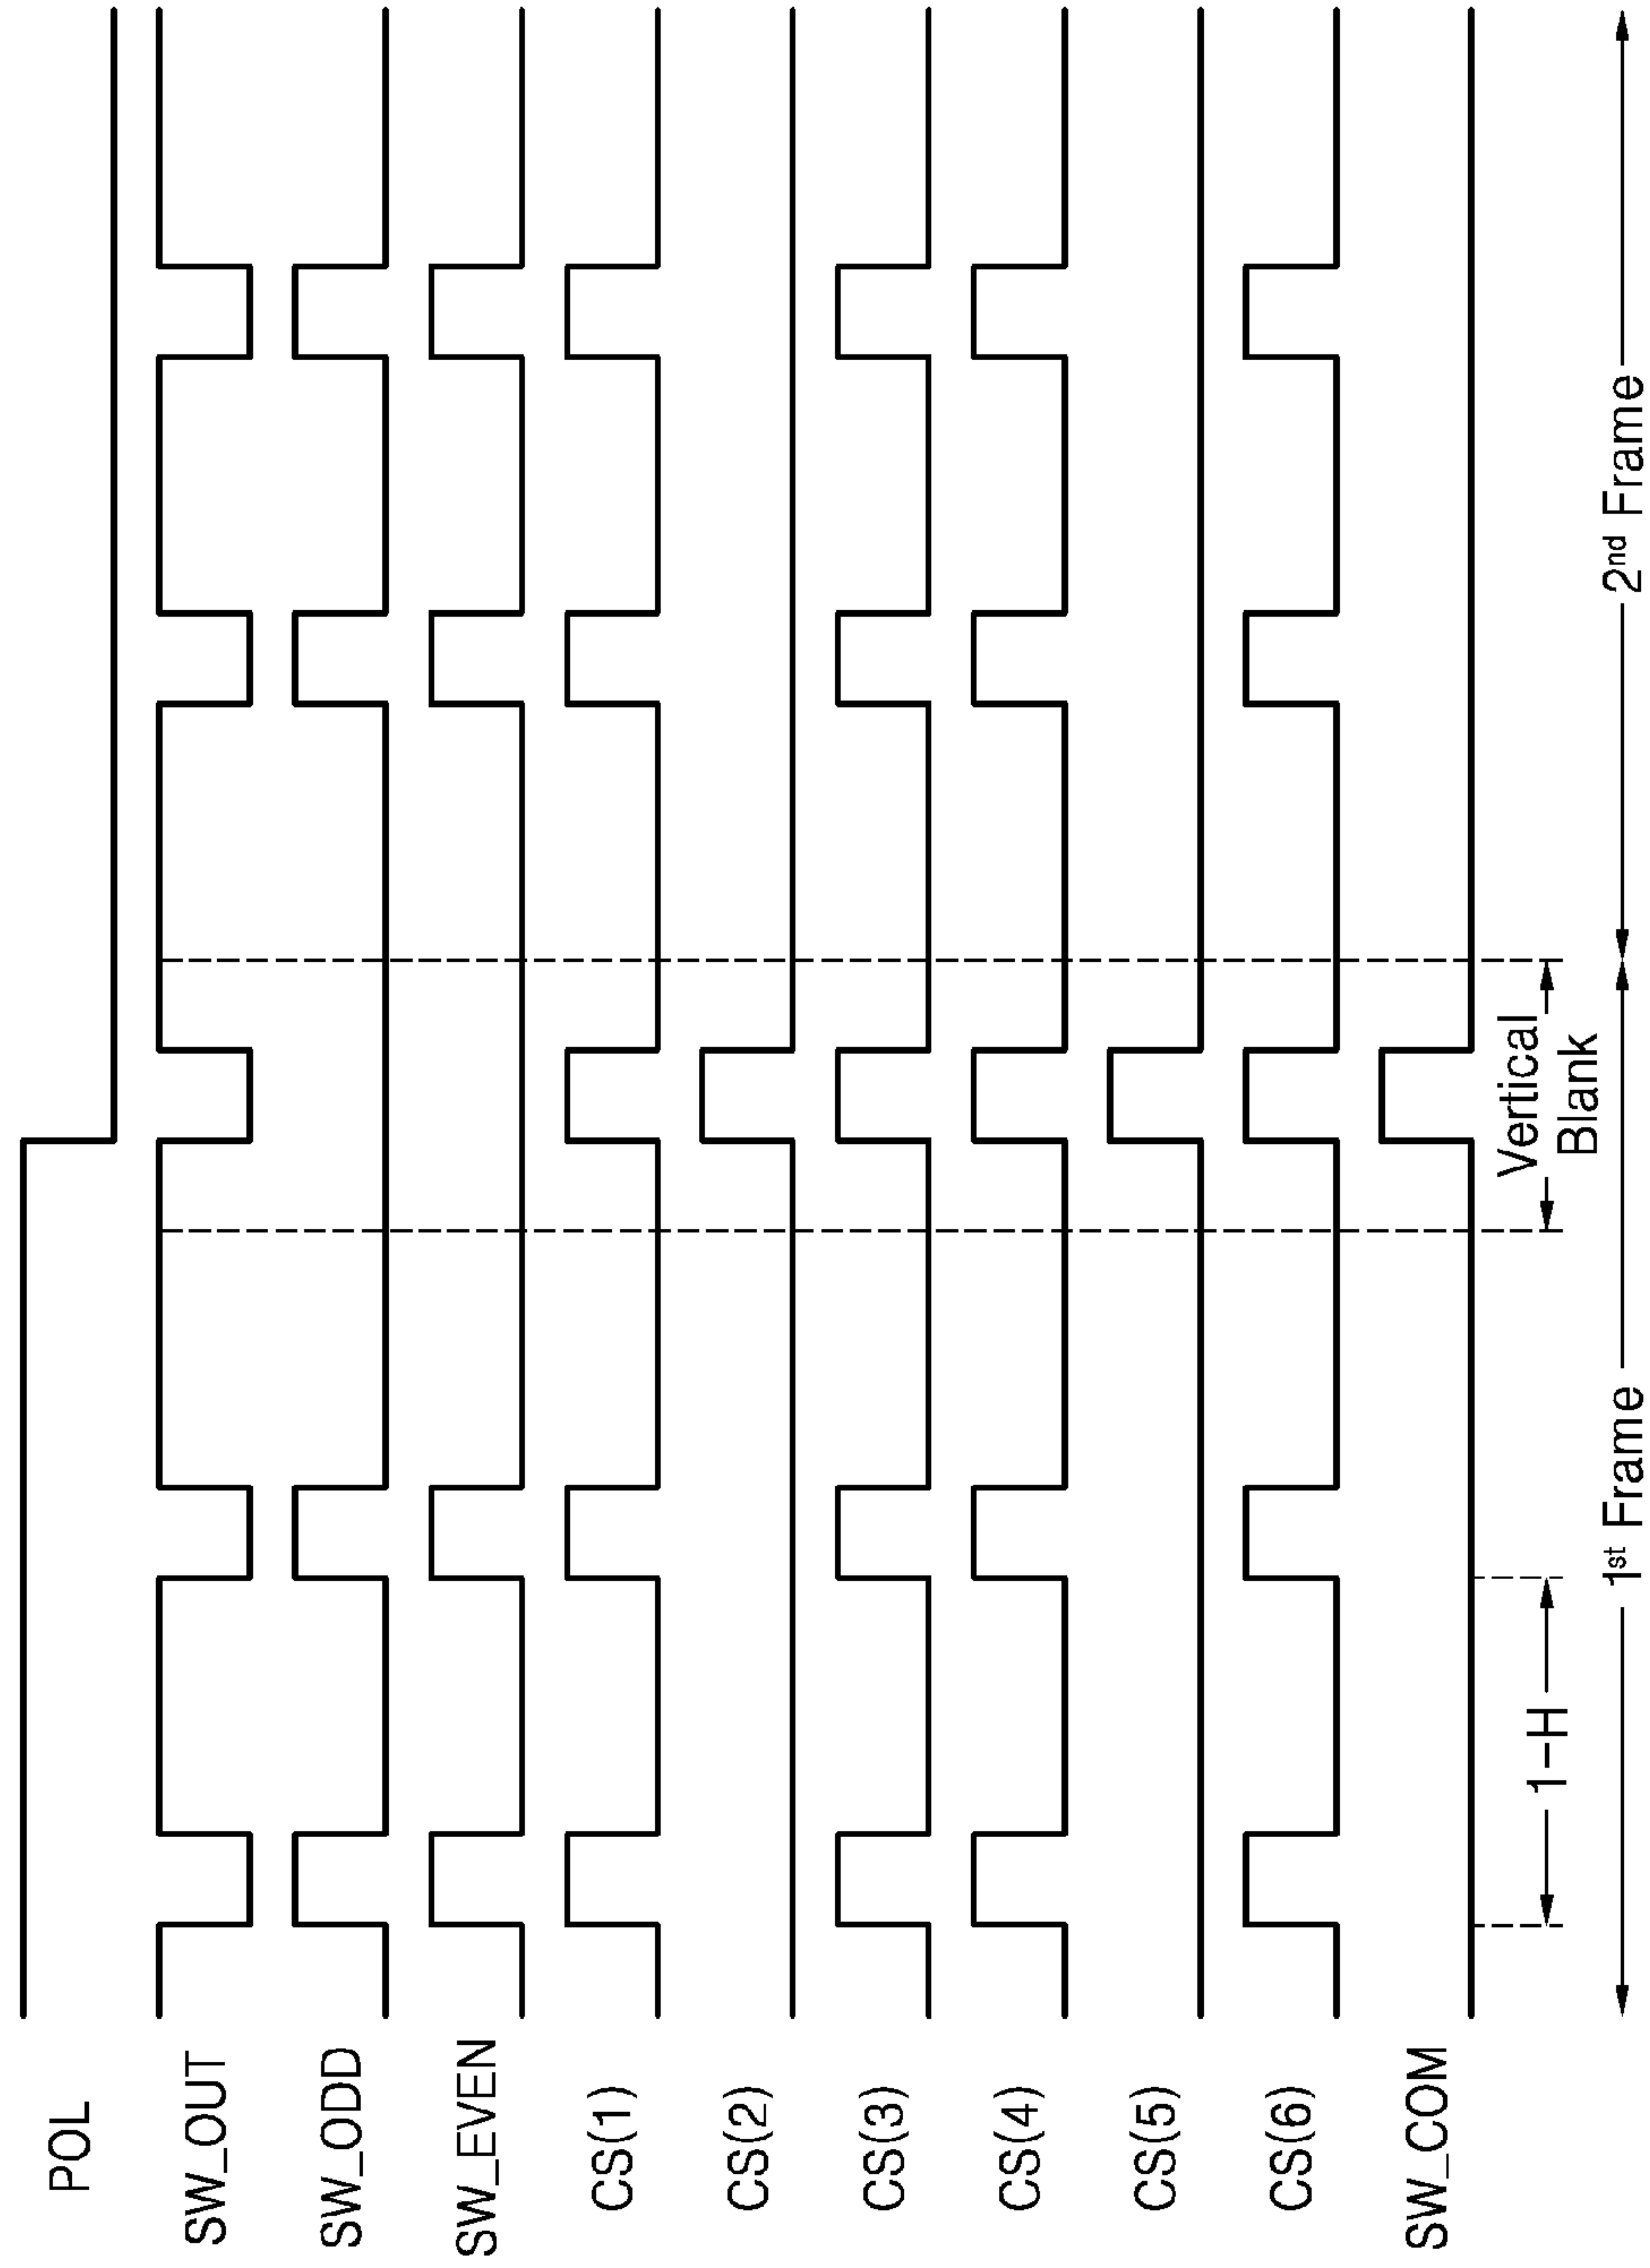 POL
SW_OUT
SW_ODD
SW_EVEN
CS(1)
CS(2)
CS(3)
CS(4)
CS(5)
CS(6)
SW_COM
1-H
Vertical
Blank
1st Frame
2nd Frame